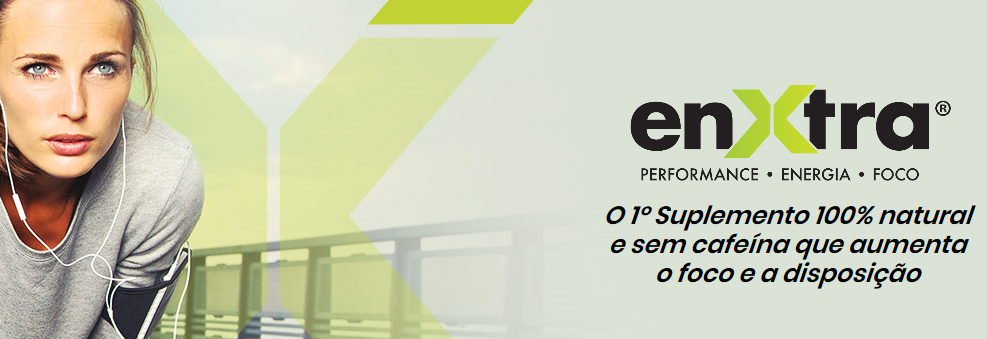 enXtra®
PERFORMANCE • ENERGIA • FOCO
O 1º Suplemento 100% natural
e sem cafeína que aumenta
o foco e a disposição